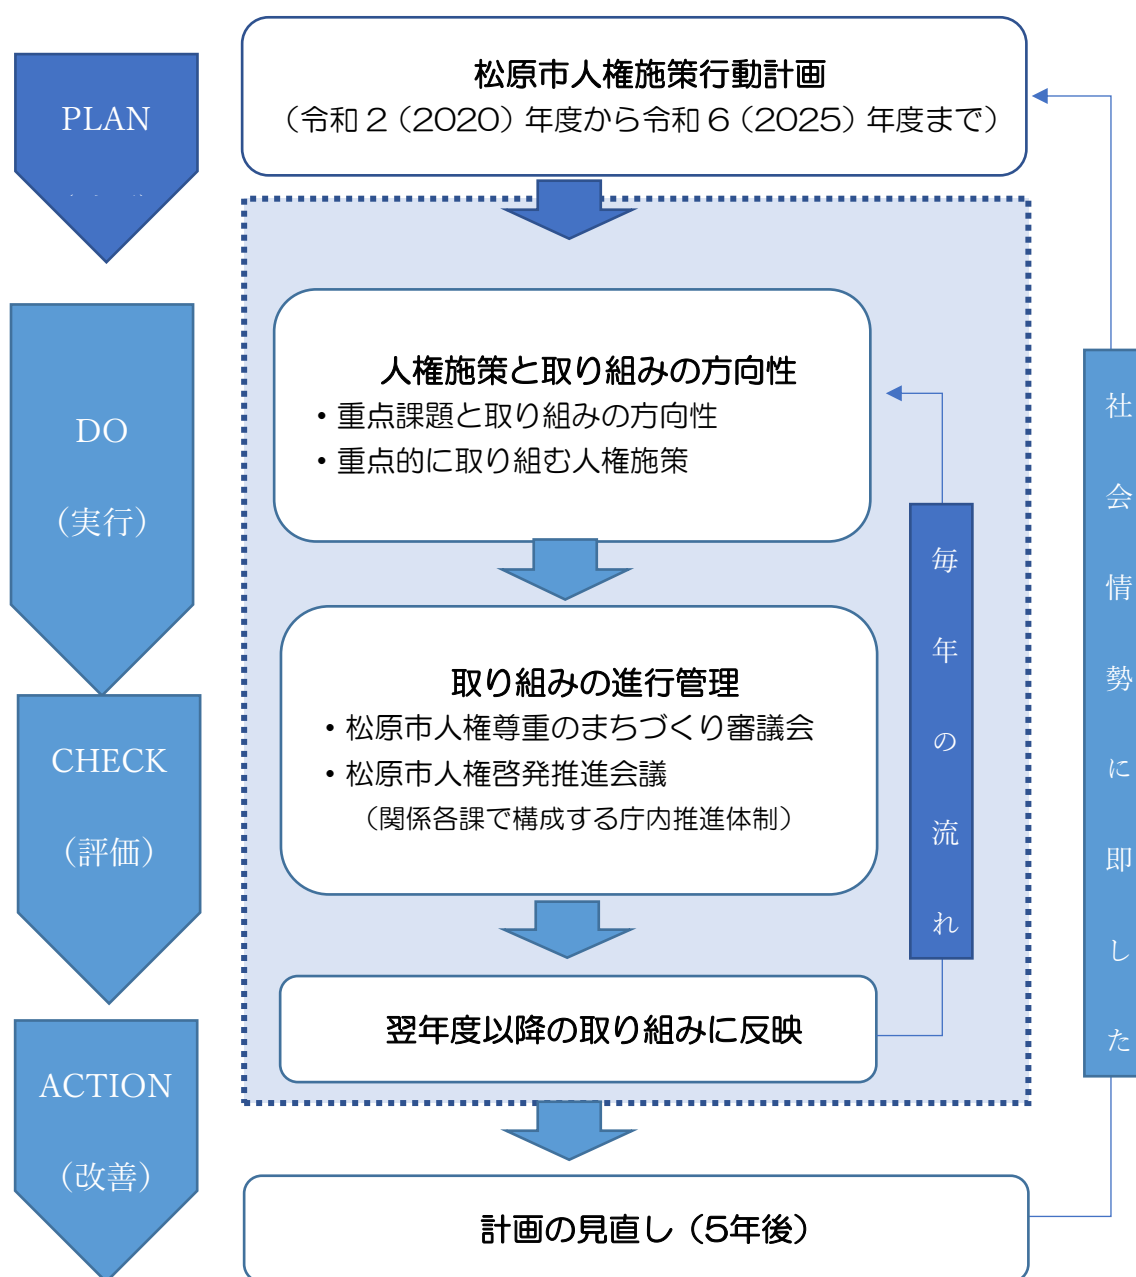 PLAN
松原市人権施策行動計画
（令和2（2020）年度から令和6（2025）年度まで）
DO
（実行）
人権施策と取り組みの方向性
・重点課題と取り組みの方向性
・重点的に取り組む人権施策
CHECK
（評価）
取り組みの進行管理
・松原市人権尊重のまちづくり審議会
・松原市人権啓発推進会議
（関係各課で構成する庁内推進体制）
毎年の流れ
社会情勢に即した
ACTION
（改善）
翌年度以降の取り組みに反映
計画の見直し（5年後）